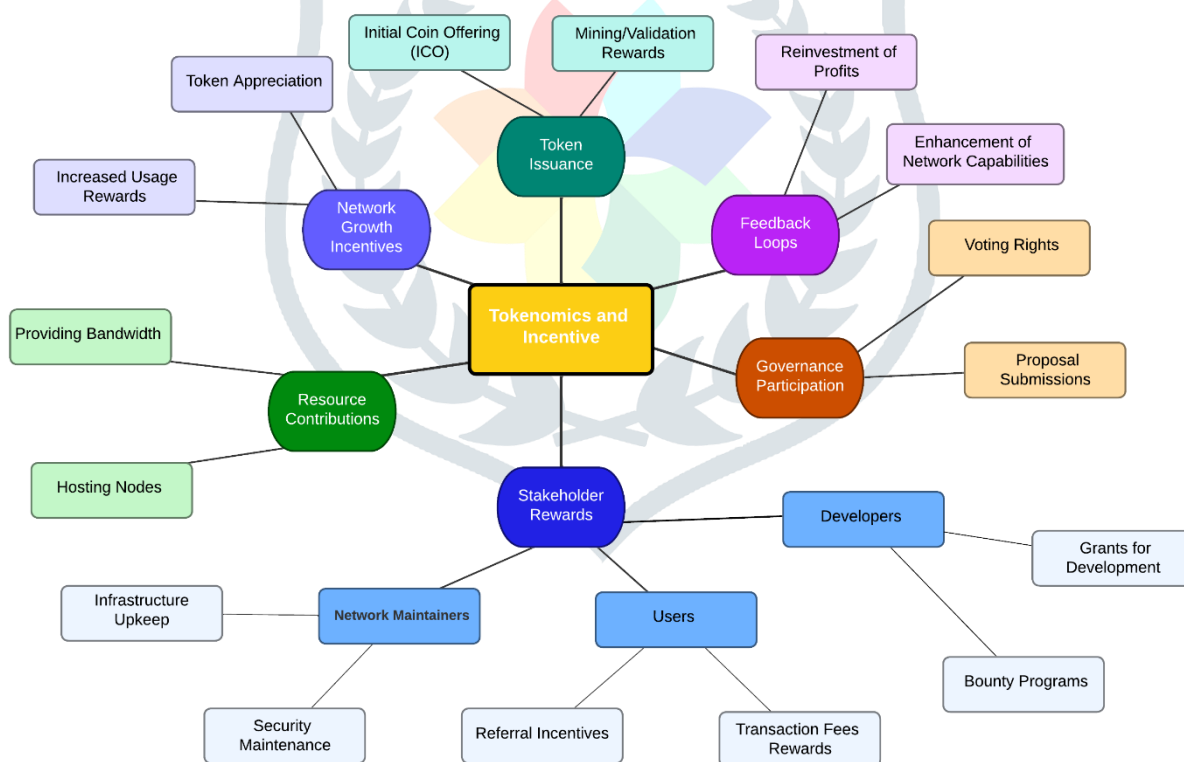 Initial Coin Offering
(ICO)
Mining/Validation
Rewards
Reinvestment of
Profits
Token Appreciation
Token
Issuance
Enhancement of
Network Capabilities
Increased Usage
Rewards
Network
Growth
Incentives
Feedback
Loops
Voting Rights
Tokenomics and
Incentive
Providing Bandwidth
Governance
Participation
Proposal
Submissions
Resource
Contributions
Hosting Nodes
Stakeholder
Rewards
Developers
Grants for
Development
Infrastructure
Upkeep
Network Maintainers
Users
Bounty Programs
Security
Maintenance
Referral Incentives
Transaction Fees
Rewards